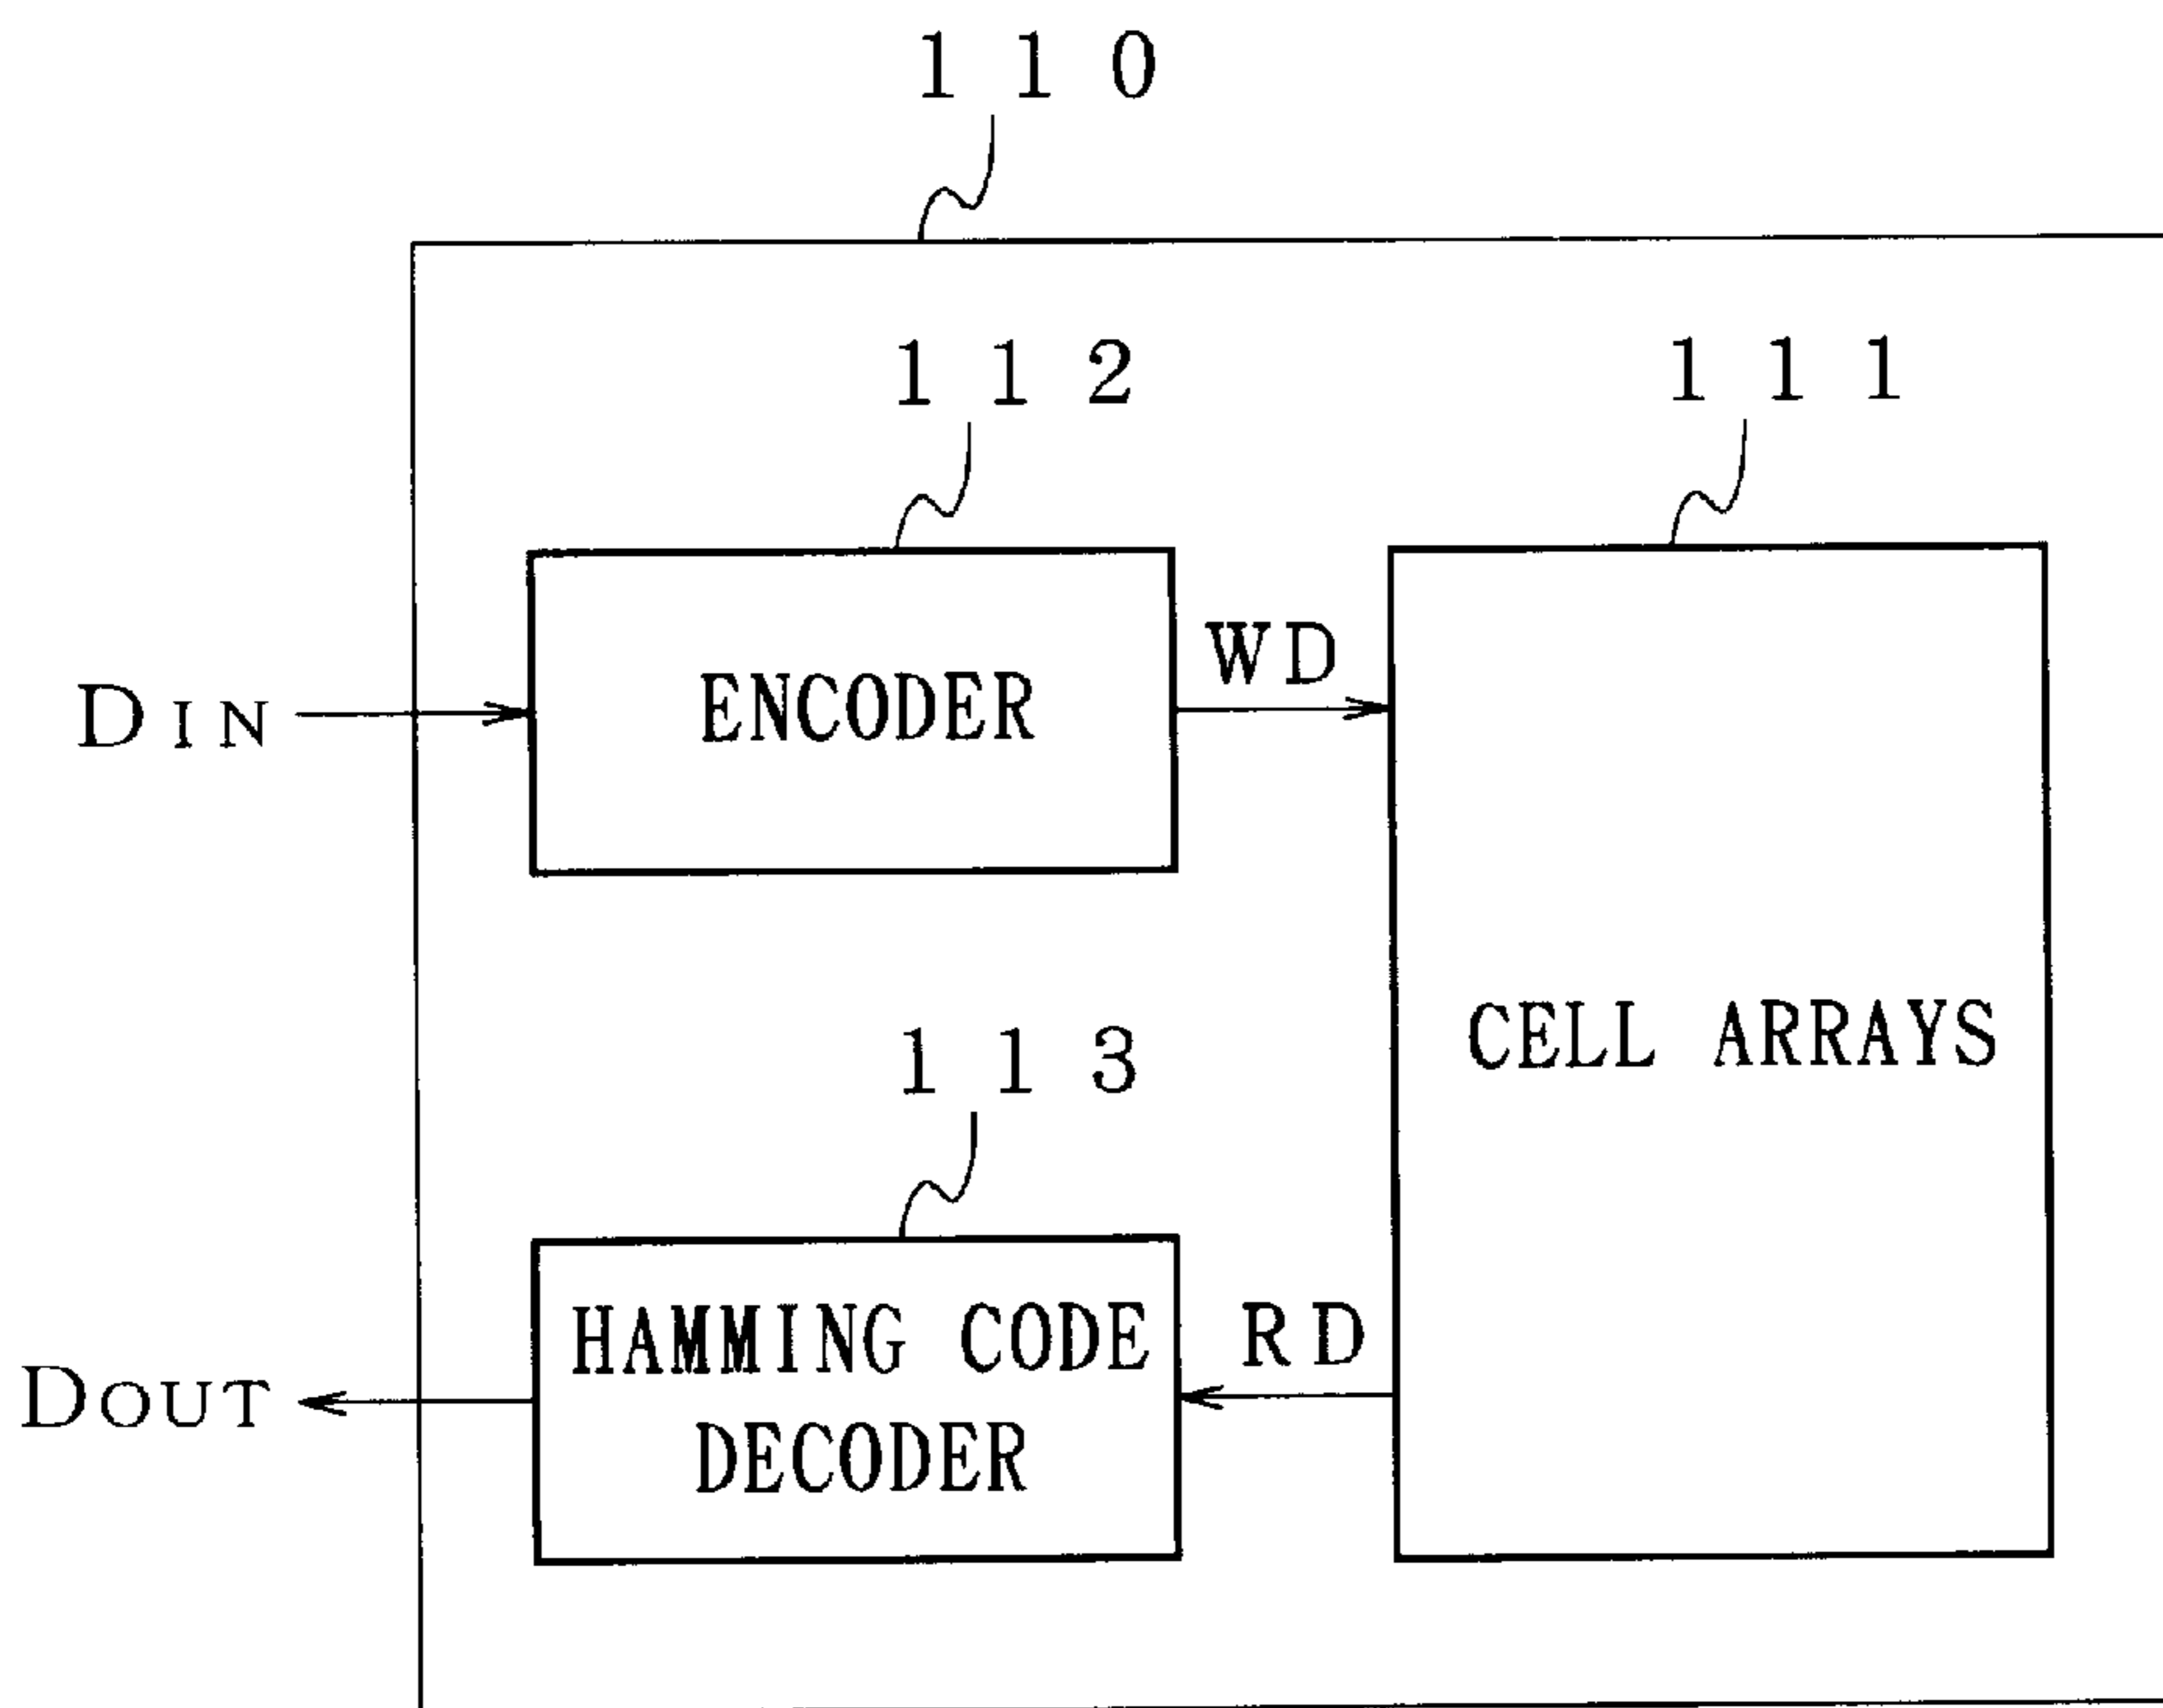 110
112
111
WD
DIN
ENCODER
CELL ARRAYS
113
HAMMING CODE
DECODER
RD
DOUT